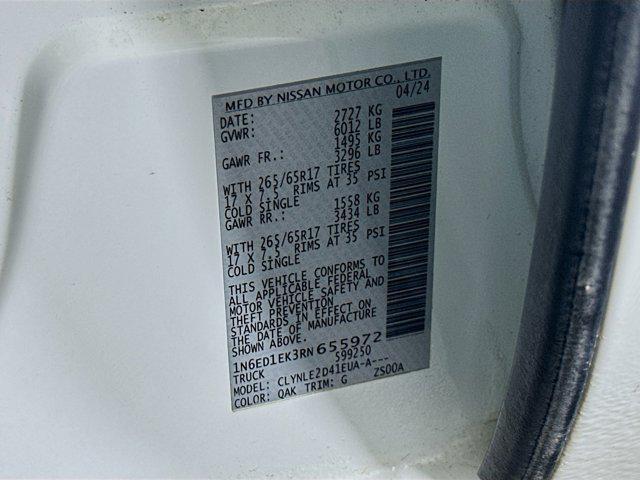 MFD BY NISSAN MOTOR CO., LTD.
DATE: 04/24
GVWR: 2727 KG
6012 LB
GAWR FR.: 1495 KG
3296 LB
WITH 265/65R17 TIRES
17 X 7.5 RIMS AT 35 PSI
COLD SINGLE
GAWR RR.: 1558 KG
3434 LB
WITH 265/65R17 TIRES
17 X 7.5 RIMS AT 35 PSI
COLD SINGLE
THIS VEHICLE CONFORMS TO
ALL APPLICABLE FEDERAL
MOTOR VEHICLE SAFETY AND
THEFT PREVENTION
STANDARDS IN EFFECT ON
THE DATE OF MANUFACTURE
SHOWN ABOVE.
1N6ED1EK3RN655972
TRUCK 599250
MODEL: CLYNLE2D41EUA-A---
COLOR: QAK TRIM: G ZS00A